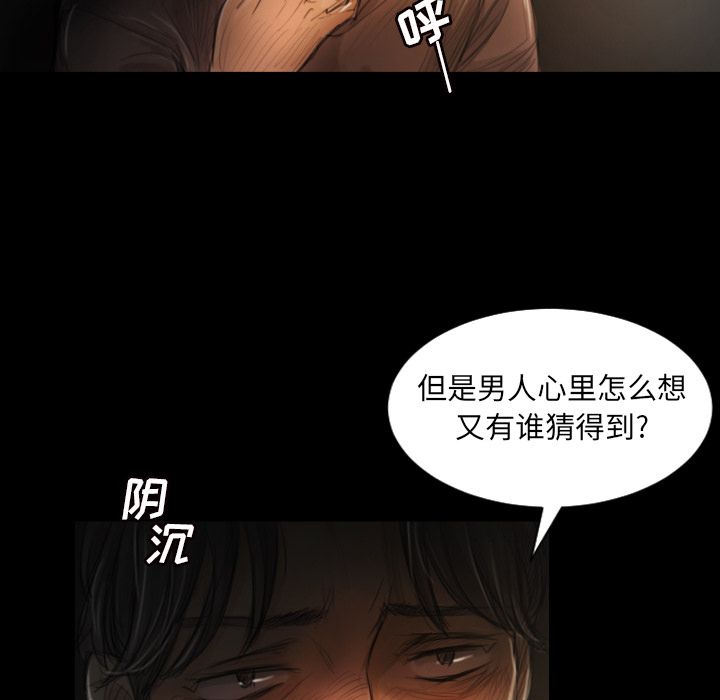 呼—
但是男人心里怎么想
又有谁猜得到?
阴
沉